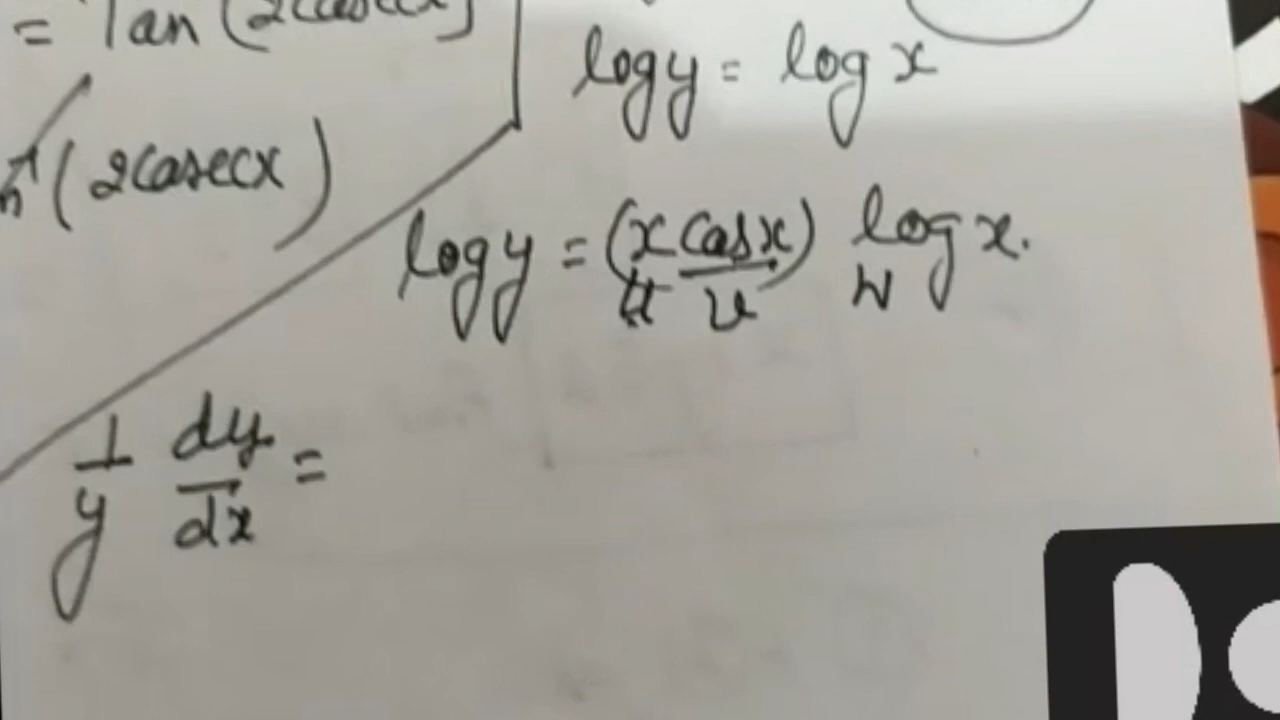 = Tan (2cosecx)
log y = log x
(2cosecx)
log y = (x cosx) log x.
u v w
1/y dy/dx =